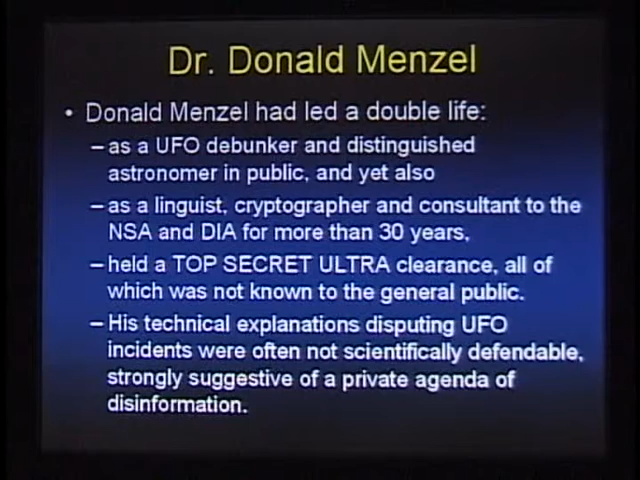 Dr. Donald Menzel
• Donald Menzel had led a double life:
– as a UFO debunker and distinguished
astronomer in public, and yet also
– as a linguist, cryptographer and consultant to the
NSA and DIA for more than 30 years,
– held a TOP SECRET ULTRA clearance, all of
which was not known to the general public.
– His technical explanations disputing UFO
incidents were often not scientifically defendable,
strongly suggestive of a private agenda of
disinformation.